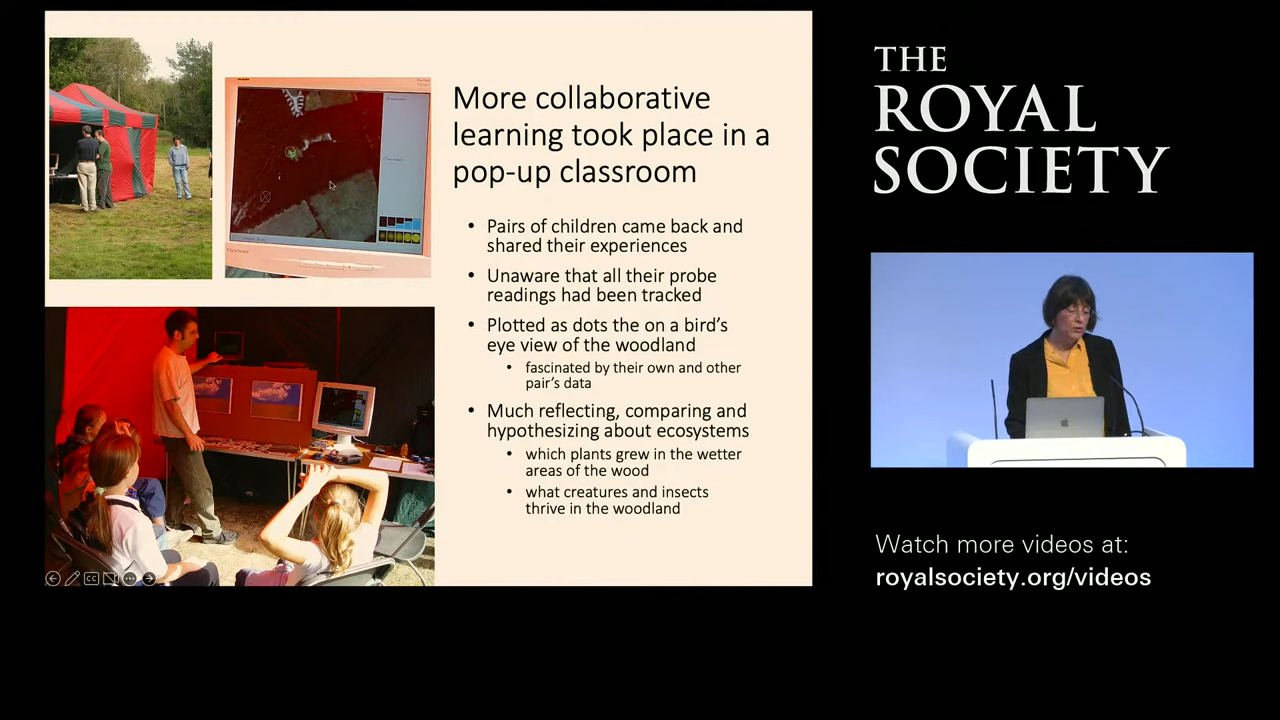 More collaborative
learning took place in a
pop-up classroom
• Pairs of children came back and
shared their experiences
• Unaware that all their probe
readings had been tracked
• Plotted as dots the on a bird's
eye view of the woodland
• fascinated by their own and other
pair's data
• Much reflecting, comparing and
hypothesizing about ecosystems
• which plants grew in the wetter
areas of the wood
• what creatures and insects
thrive in the woodland
CC
THE
ROYAL
SOCIETY
Watch more videos at:
royalsociety.org/videos